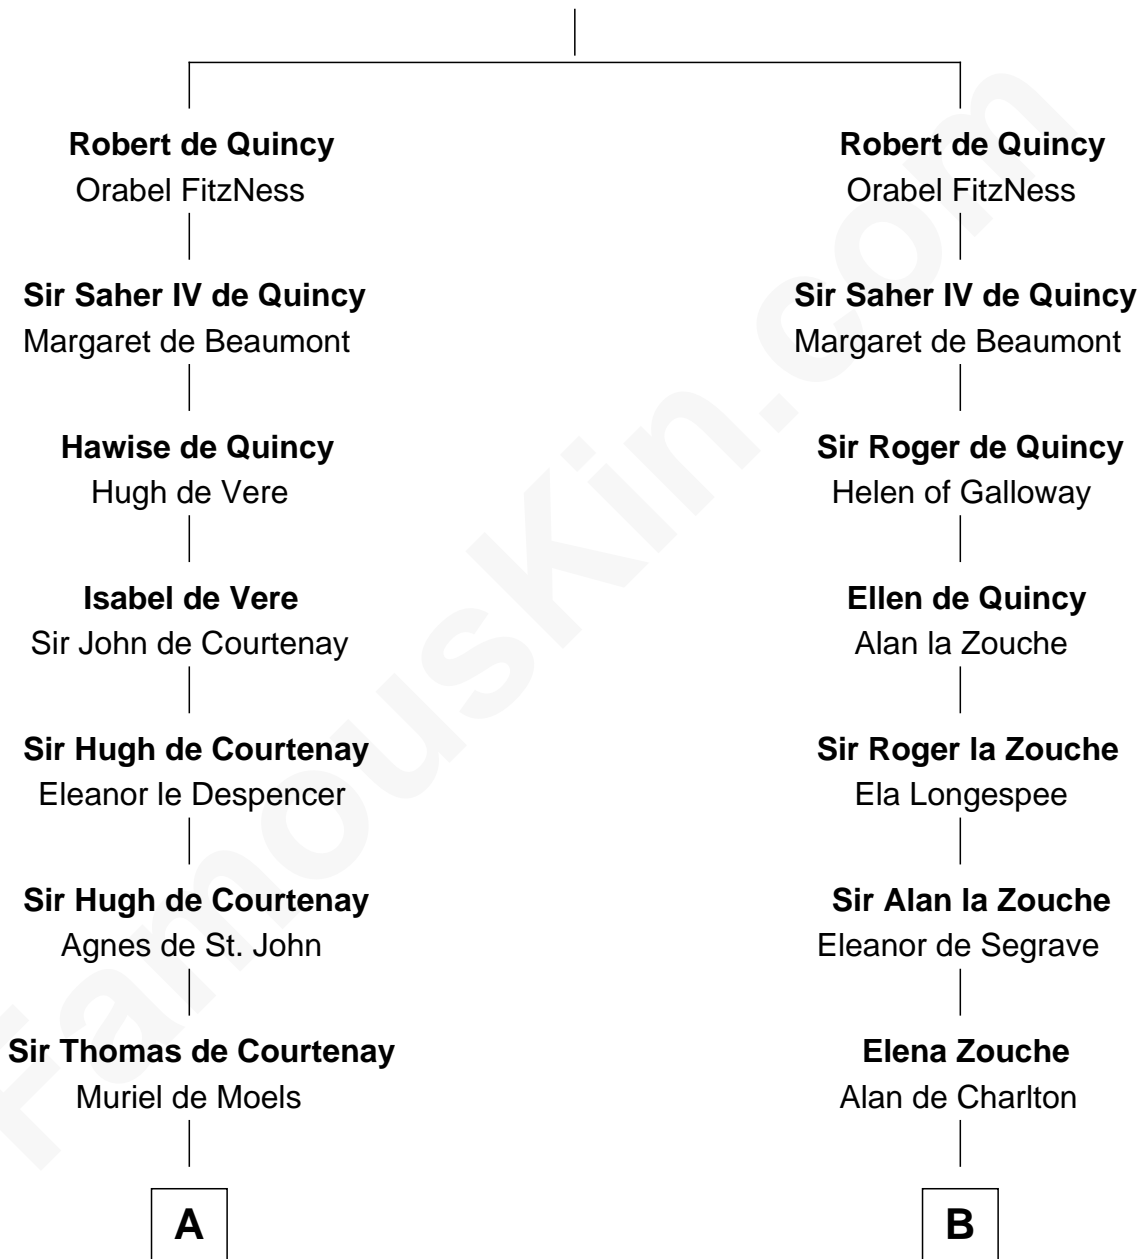 Robert de Quincy
Orabel FitzNess
Sir Saher IV de Quincy
Margaret de Beaumont
Hawise de Quincy
Hugh de Vere
Isabel de Vere
Sir John de Courtenay
Sir Hugh de Courtenay
Eleanor le Despencer
Sir Hugh de Courtenay
Agnes de St. John
Sir Thomas de Courtenay
Muriel de Moels
A
Robert de Quincy
Orabel FitzNess
Sir Saher IV de Quincy
Margaret de Beaumont
Sir Roger de Quincy
Helen of Galloway
Ellen de Quincy
Alan la Zouche
Sir Roger la Zouche
Ela Longespee
Sir Alan la Zouche
Eleanor de Segrave
Elena Zouche
Alan de Charlton
B
FamousKin.com